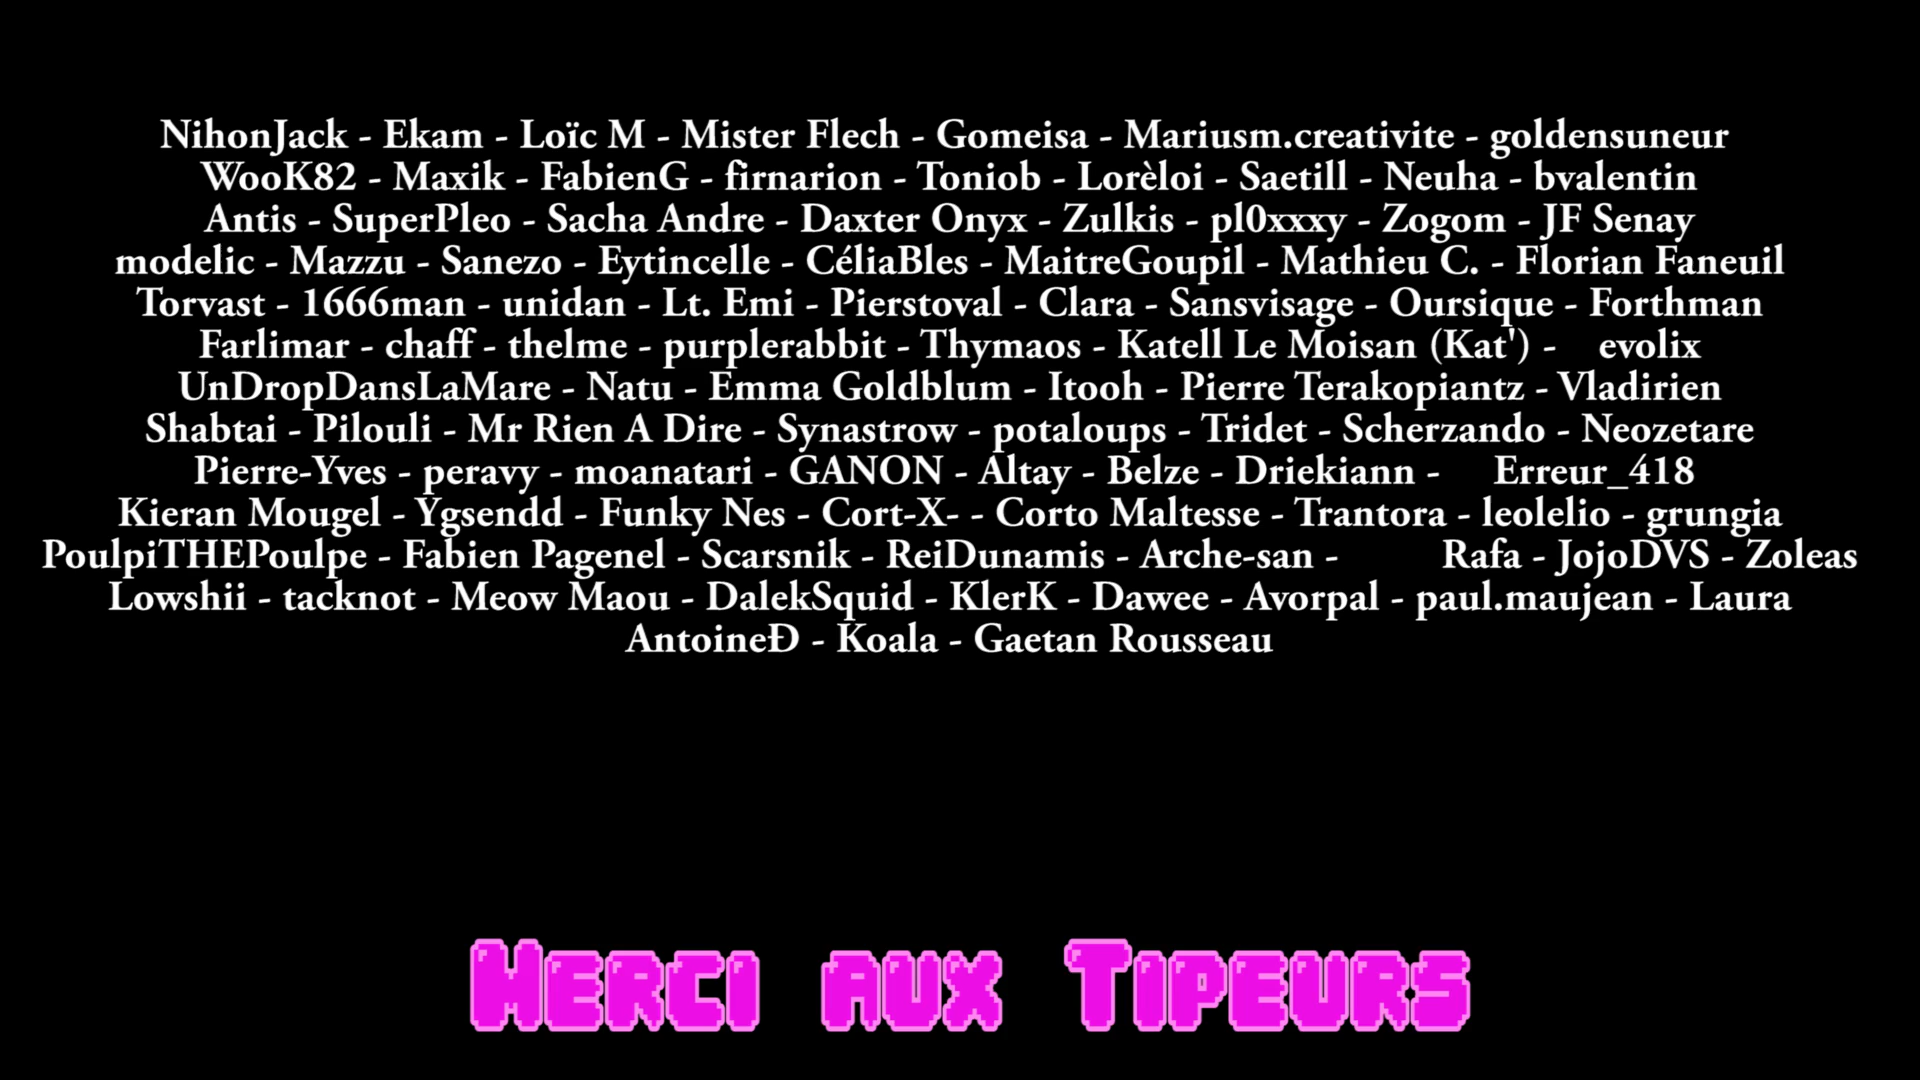 NihonJack - Ekam - Loïc M - Mister Flech - Gomeisa - Mariusm.creativite - goldensuneur
WooK82 - Maxik - FabienG - firnarion - Toniob - Lorèloi - Saetill - Neuha - bvalentin
Antis - SuperPleo - Sacha Andre - Daxter Onyx - Zulkis - pl0xxxy - Zogom - JF Senay
modelic - Mazzu - Sanezo - Eytincelle - CéliaBles - MaitreGoupil - Mathieu C. - Florian Faneuil
Torvast - 1666man - unidan - Lt. Emi - Pierstoval - Clara - Sansvisage - Oursique - Forthman
Farlimar - chaff - thelme - purplerabbit - Thymaos - Katell Le Moisan (Kat') - evolix
UnDropDansLaMare - Natu - Emma Goldblum - Itooh - Pierre Terakopiantz - Vladirien
Shabtai - Pilouli - Mr Rien A Dire - Synastrow - potaloups - Tridet - Scherzando - Neozetare
Pierre-Yves - peravy - moanatari - GANON - Altay - Belze - Driekiann - Erreur_418
Kieran Mougel - Ygsendd - Funky Nes - Cort-X- - Corto Maltesse - Trantora - leolelio - grungia
PoulpiTHEPoulpe - Fabien Pagenel - Scarsnik - ReiDunamis - Arche-san - Rafa - JojoDVS - Zoleas
Lowshii - tacknot - Meow Maou - DalekSquid - KlerK - Dawee - Avorpal - paul.maujean - Laura
AntoineĐ - Koala - Gaetan Rousseau
Merci aux Tipeurs